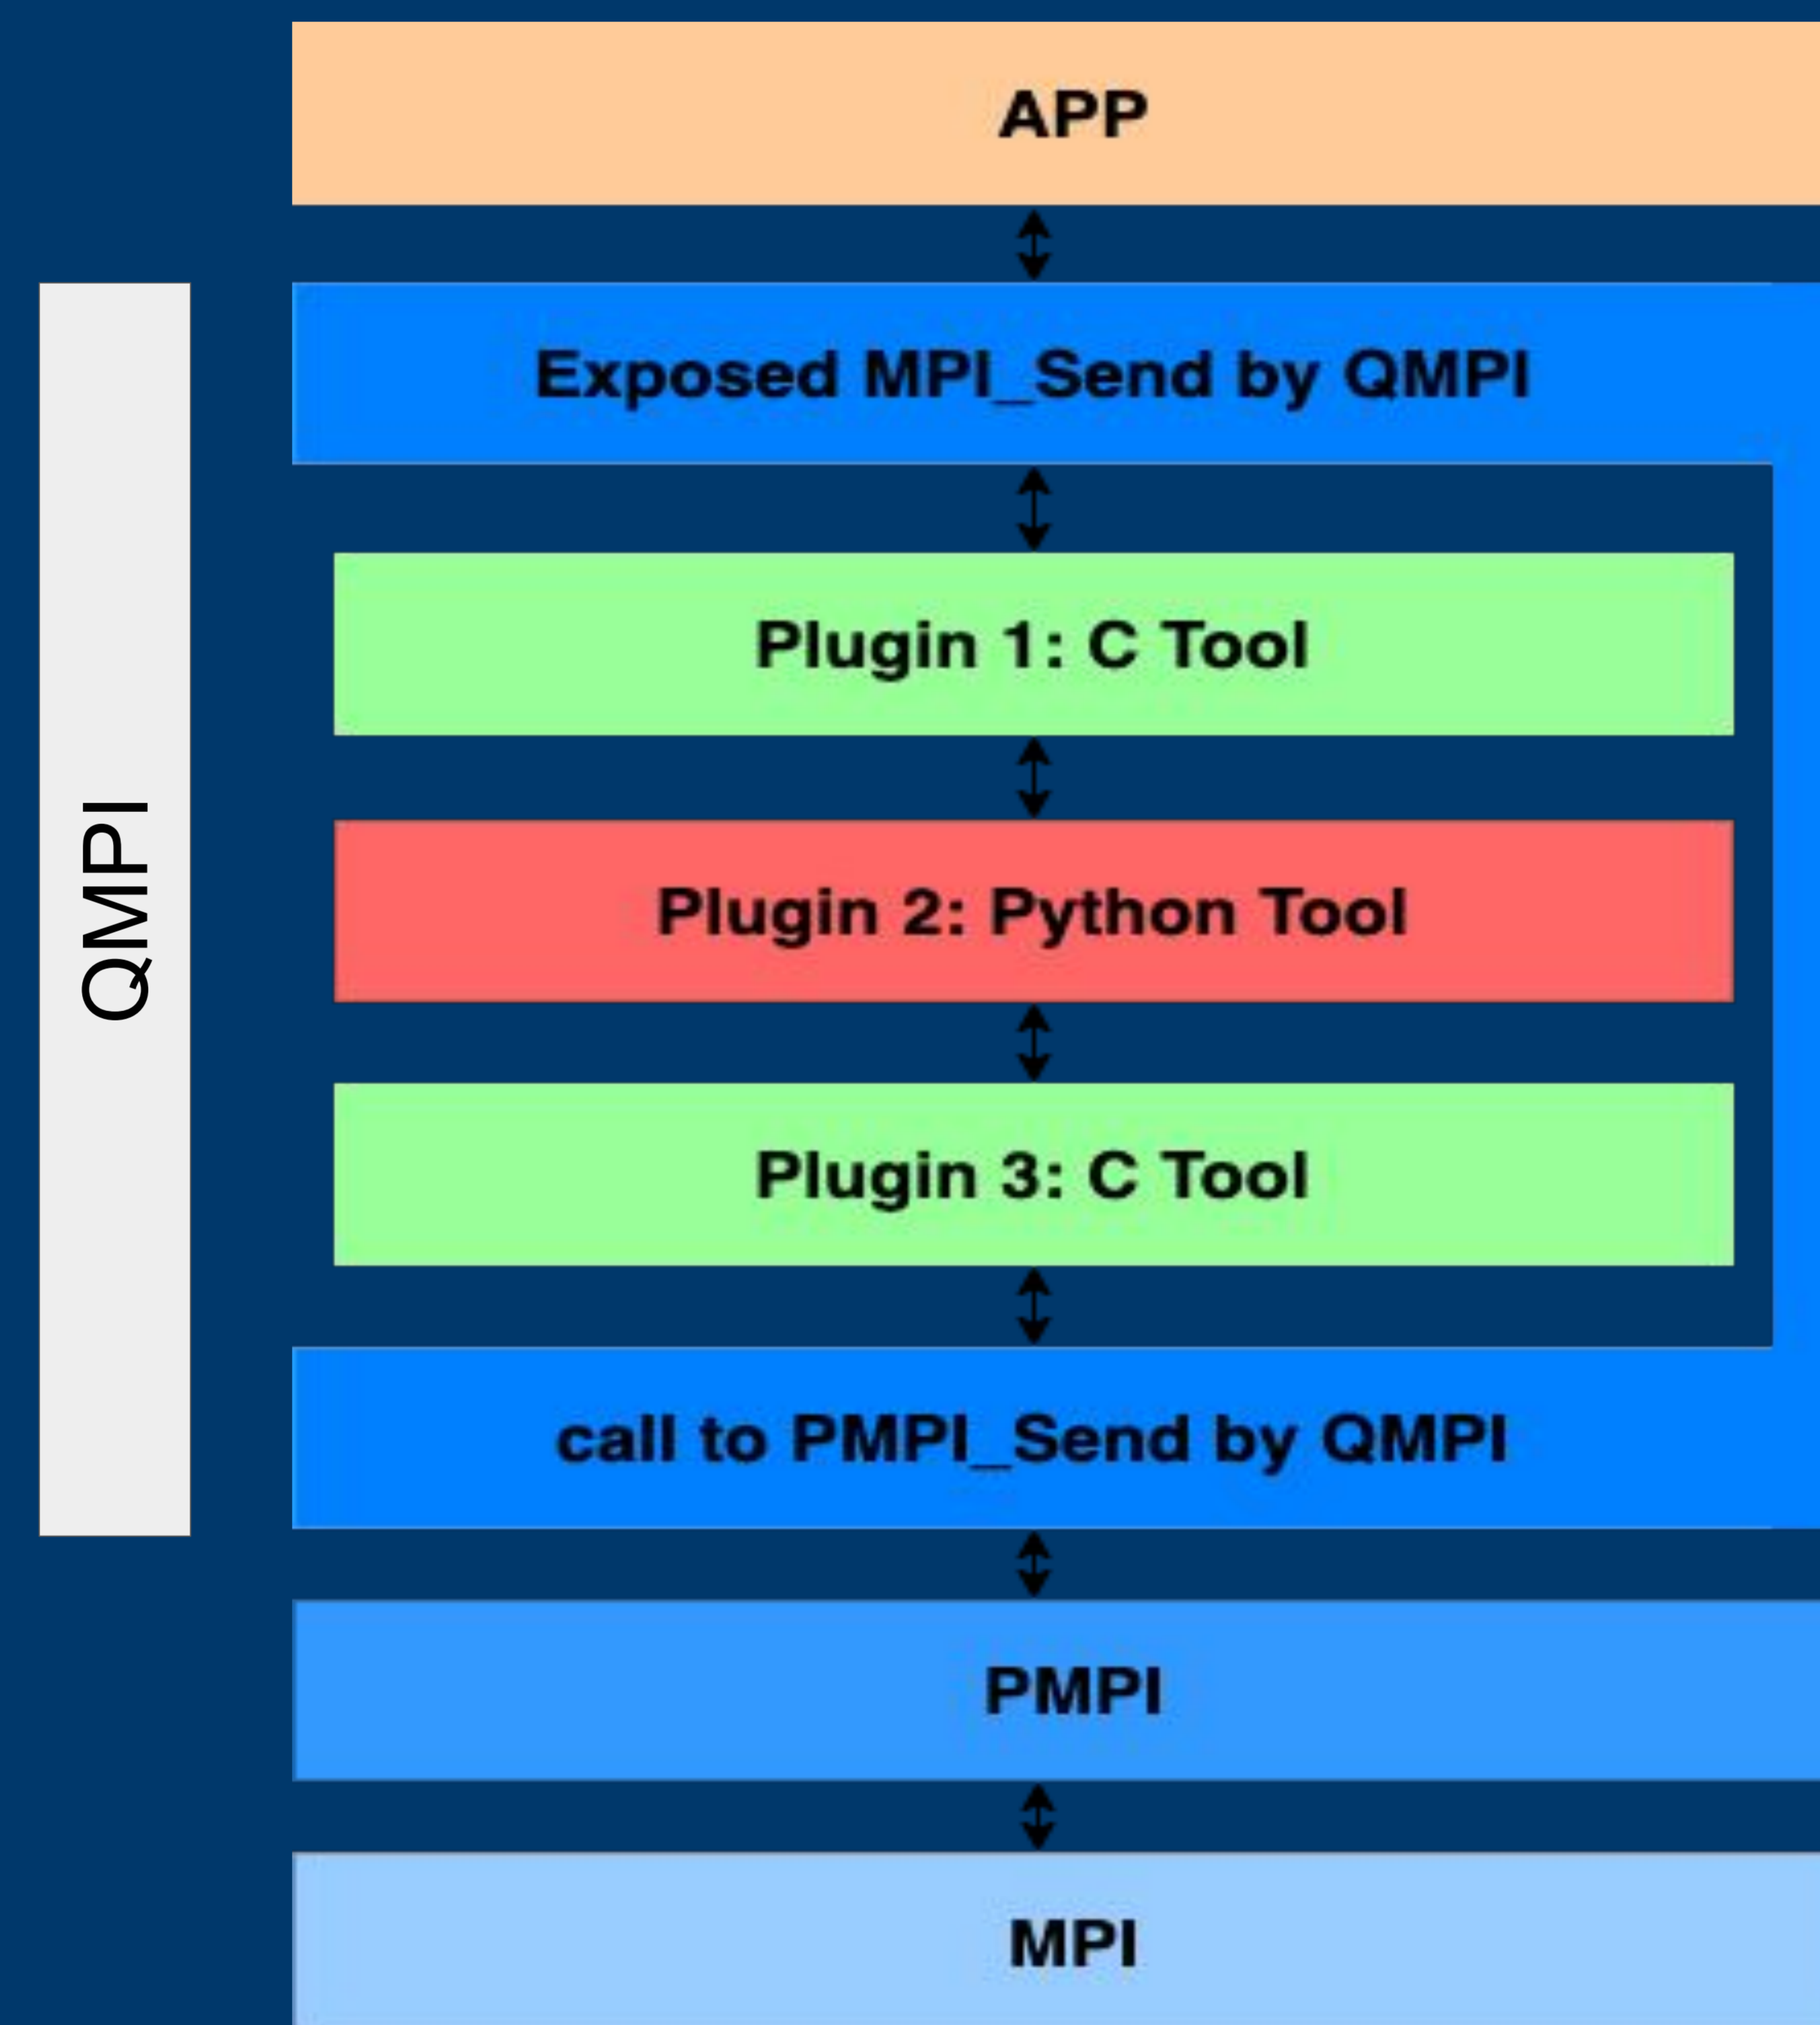 APP
Exposed MPI_Send by QMPI
Plugin 1: C Tool
Plugin 2: Python Tool
QMPI
Plugin 3: C Tool
call to PMPI_Send by QMPI
PMPI
MPI